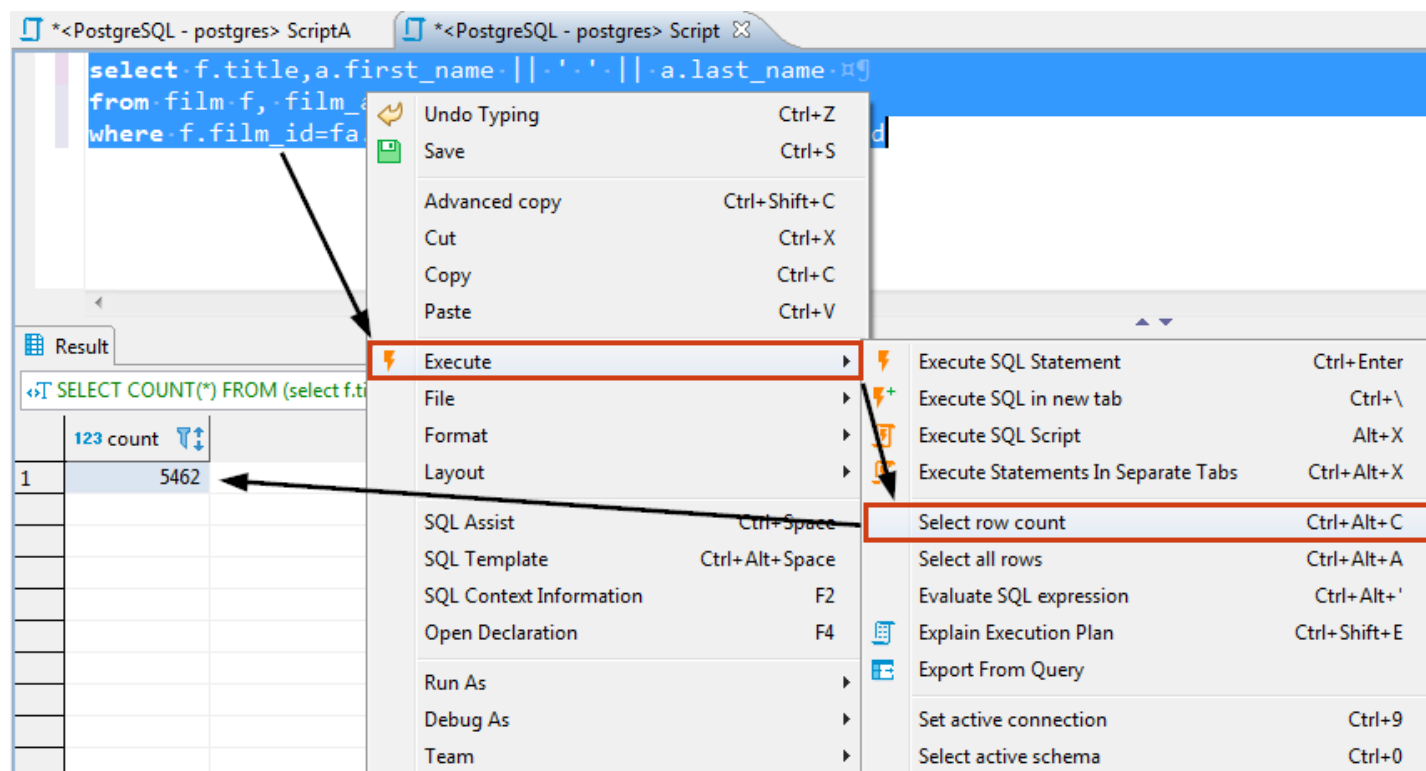 *<PostgreSQL - postgres> ScriptA
*<PostgreSQL - postgres> Script
select f.title,a.first_name || ' ' || a.last_name ¤¶
from film f, film_a
where f.film_id=fa. d
Undo Typing Ctrl+Z
Save Ctrl+S
Advanced copy Ctrl+Shift+C
Cut Ctrl+X
Copy Ctrl+C
Paste Ctrl+V
Execute
File
Format
Layout
SQL Assist Ctrl+Space
SQL Template Ctrl+Alt+Space
SQL Context Information F2
Open Declaration F4
Run As
Debug As
Team
Execute SQL Statement Ctrl+Enter
Execute SQL in new tab Ctrl+\
Execute SQL Script Alt+X
Execute Statements In Separate Tabs Ctrl+Alt+X
Select row count Ctrl+Alt+C
Select all rows Ctrl+Alt+A
Evaluate SQL expression Ctrl+Alt+'
Explain Execution Plan Ctrl+Shift+E
Export From Query
Set active connection Ctrl+9
Select active schema Ctrl+0
Result
SELECT COUNT(*) FROM (select f.ti
123 count
1 5462